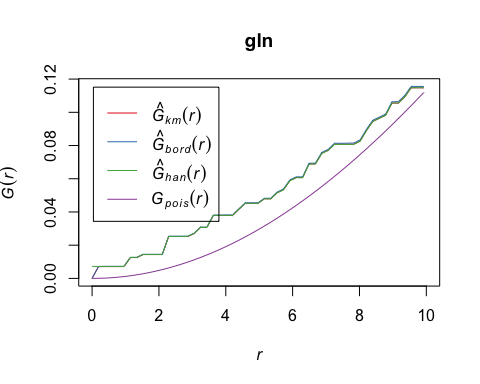 gln
G(r)
0.00
0.04
0.08
0.12
Ĝkm(r)
Ĝbord(r)
Ĝhan(r)
Gpois(r)
0 2 4 6 8 10
r